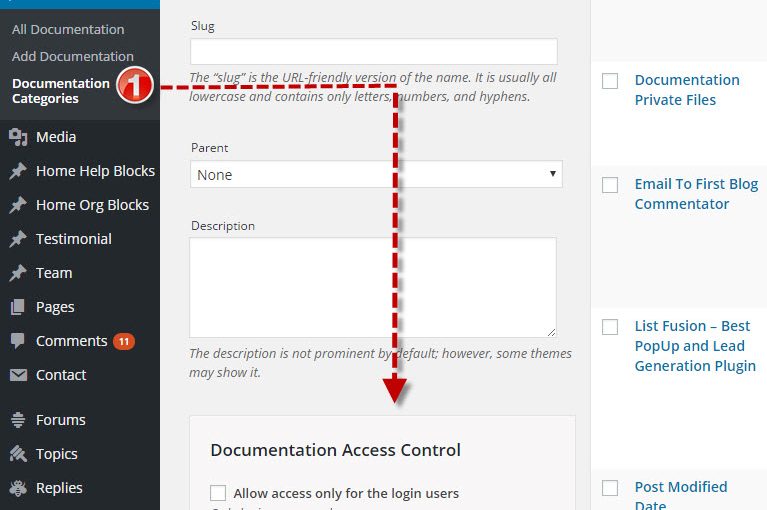 All Documentation
Add Documentation
Documentation
Categories
1
Media
Home Help Blocks
Home Org Blocks
Testimonial
Team
Pages
Comments 11
Contact
Forums
Topics
Replies
Slug
The “slug” is the URL-friendly version of the name. It is usually all
lowercase and contains only letters, numbers, and hyphens.
Parent
None
Description
The description is not prominent by default; however, some themes
may show it.
Documentation Access Control
Allow access only for the login users
Documentation
Private Files
Email To First Blog
Commentator
List Fusion – Best
PopUp and Lead
Generation Plugin
Post Modified
Date